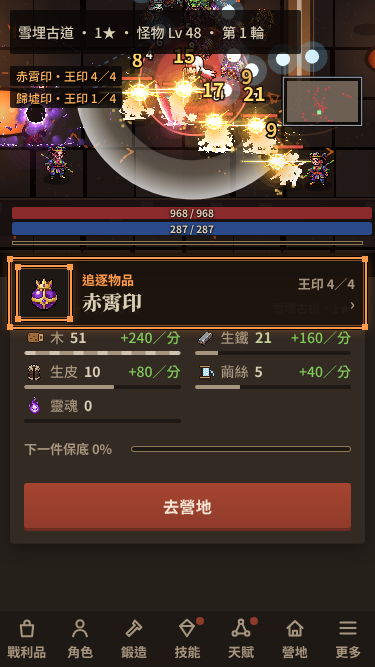 雪埋古道 · 1★ · 怪物 Lv 48 · 第 1 輪
赤霄印・王印 4／4
歸墟印・王印 1／4
8 4 15 9
17 21
9
968 / 968
287 / 287
追逐物品
赤霄印
王印 4／4
›
木 51 +240／分
生鐵 21 +160／分
生皮 10 +80／分
繭絲 5 +40／分
靈魂 0
下一件保底 0%
去營地
戰利品 角色 鍛造 技能 天賦 營地 更多